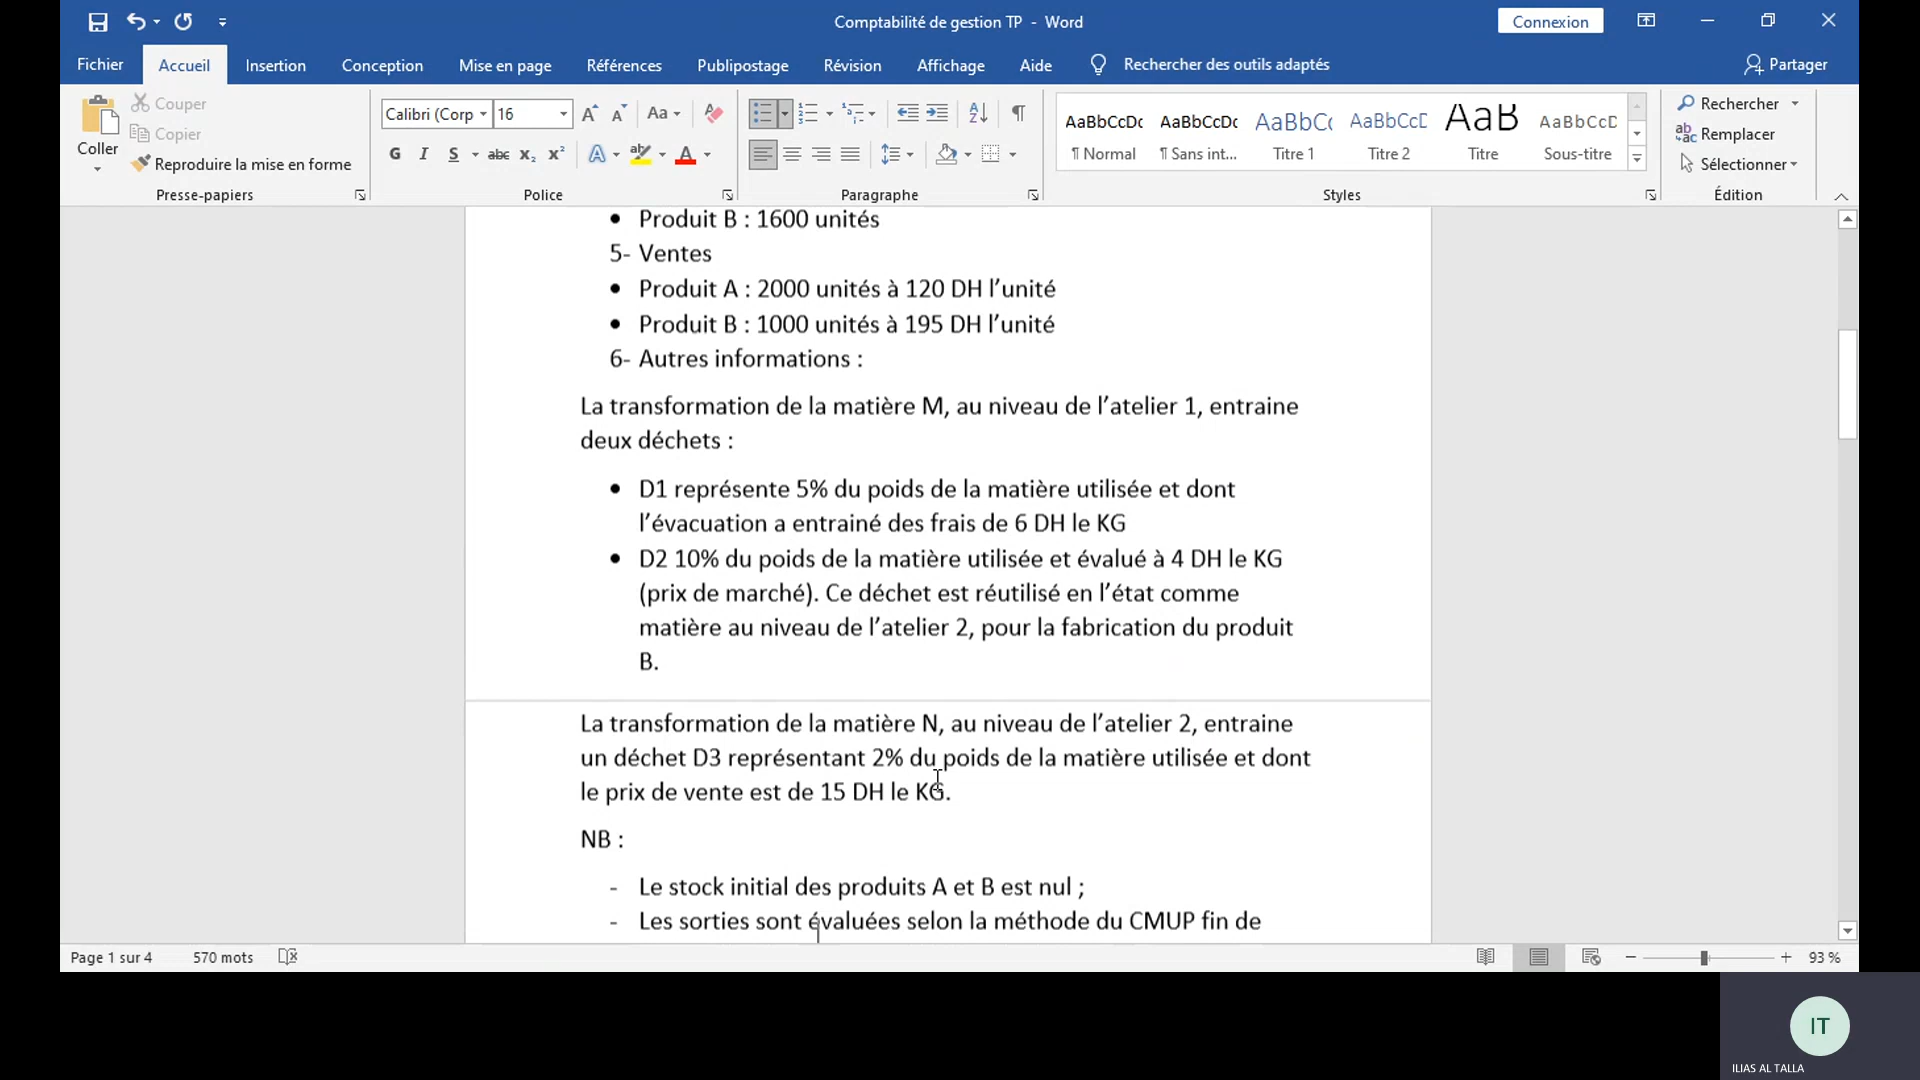 Comptabilité de gestion TP - Word
Connexion
Fichier
Accueil
Insertion
Conception
Mise en page
Références
Publipostage
Révision
Affichage
Aide
Rechercher des outils adaptés
Partager
Coller
Couper
Copier
Reproduire la mise en forme
Presse-papiers
Calibri (Corp
16
Aa
G I S abc x₂ x²
A
Police
Paragraphe
AaBbCcDc
¶ Normal
AaBbCcDc
¶ Sans int...
AaBbCc
Titre 1
AaBbCcD
Titre 2
AaB
Titre
AaBbCcD
Sous-titre
Styles
Rechercher
Remplacer
Sélectionner
Édition
• Produit B : 1600 unités
5- Ventes
• Produit A : 2000 unités à 120 DH l’unité
• Produit B : 1000 unités à 195 DH l’unité
6- Autres informations :
La transformation de la matière M, au niveau de l’atelier 1, entraine
deux déchets :
• D1 représente 5% du poids de la matière utilisée et dont
l’évacuation a entrainé des frais de 6 DH le KG
• D2 10% du poids de la matière utilisée et évalué à 4 DH le KG
(prix de marché). Ce déchet est réutilisé en l’état comme
matière au niveau de l’atelier 2, pour la fabrication du produit
B.
La transformation de la matière N, au niveau de l’atelier 2, entraine
un déchet D3 représentant 2% du poids de la matière utilisée et dont
le prix de vente est de 15 DH le KG.
NB :
- Le stock initial des produits A et B est nul ;
- Les sorties sont évaluées selon la méthode du CMUP fin de
Page 1 sur 4
570 mots
93 %
IT
ILIAS AL TALLA